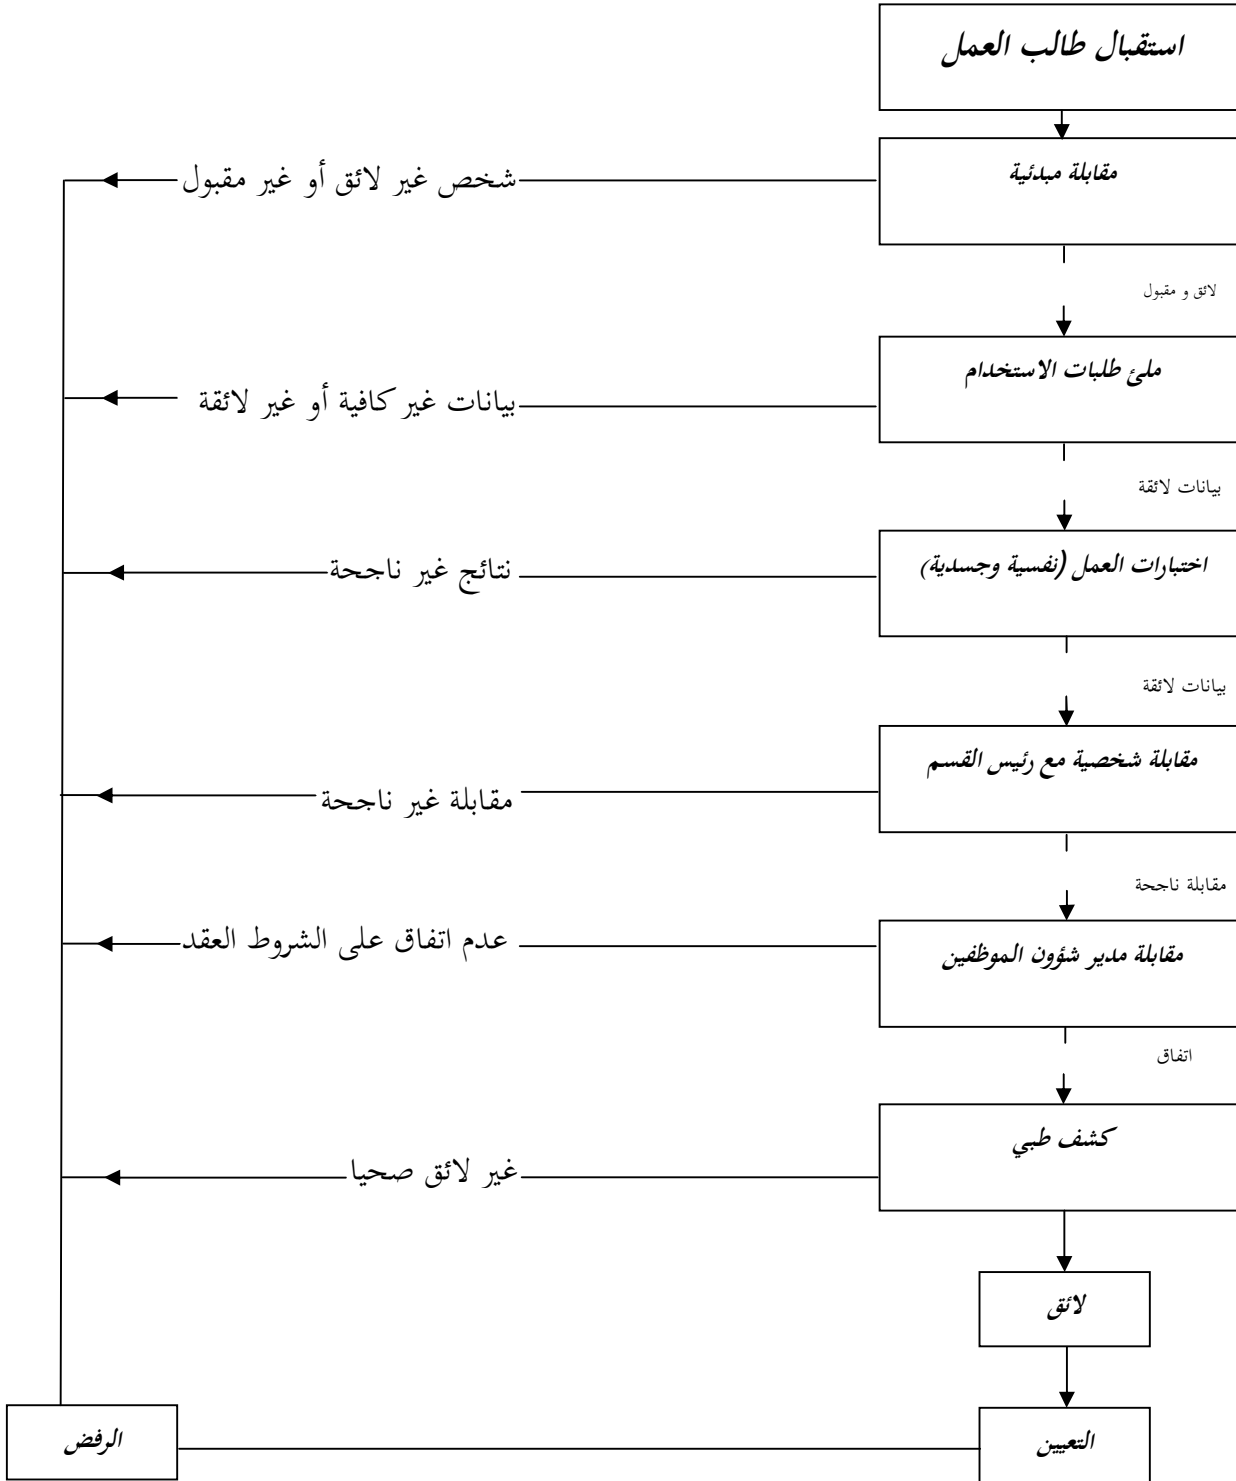 استقبال طالب العمل
مقابلة مبدئية
شخص غير لائق أو غير مقبول
لائق و مقبول
ملئ طلبات الاستخدام
بيانات غير كافية أو غير لائقة
بيانات لائقة
اختبارات العمل (نفسية وجسدية)
نتائج غير ناجحة
بيانات لائقة
مقابلة شخصية مع رئيس القسم
مقابلة غير ناجحة
مقابلة ناجحة
مقابلة مدير شؤون الموظفين
عدم اتفاق على الشروط العقد
اتفاق
كشف طبي
غير لائق صحيا
لائق
التعيين
الرفض